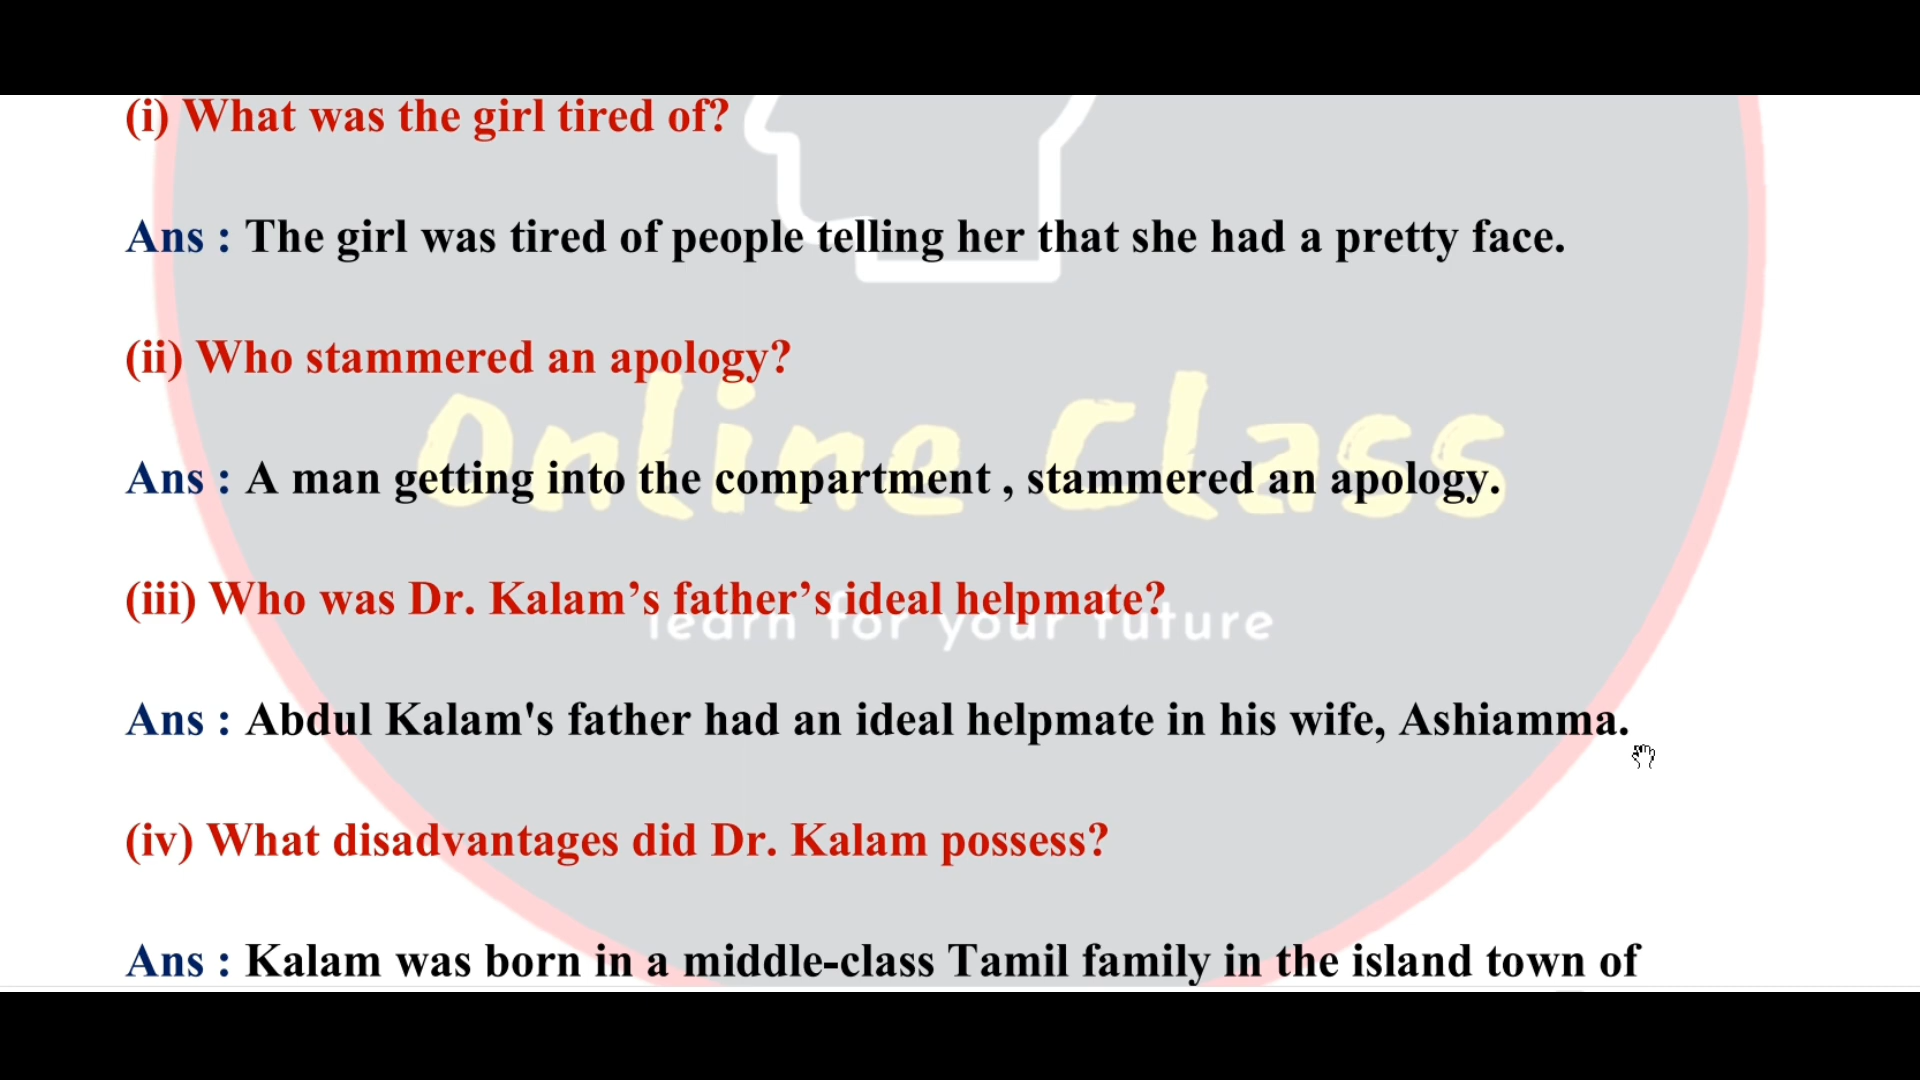 (i) What was the girl tired of?
Ans : The girl was tired of people telling her that she had a pretty face.
(ii) Who stammered an apology?
Online Class
Ans : A man getting into the compartment , stammered an apology.
(iii) Who was Dr. Kalam’s father’s ideal helpmate?
learn for your future
Ans : Abdul Kalam's father had an ideal helpmate in his wife, Ashiamma.
(iv) What disadvantages did Dr. Kalam possess?
Ans : Kalam was born in a middle-class Tamil family in the island town of